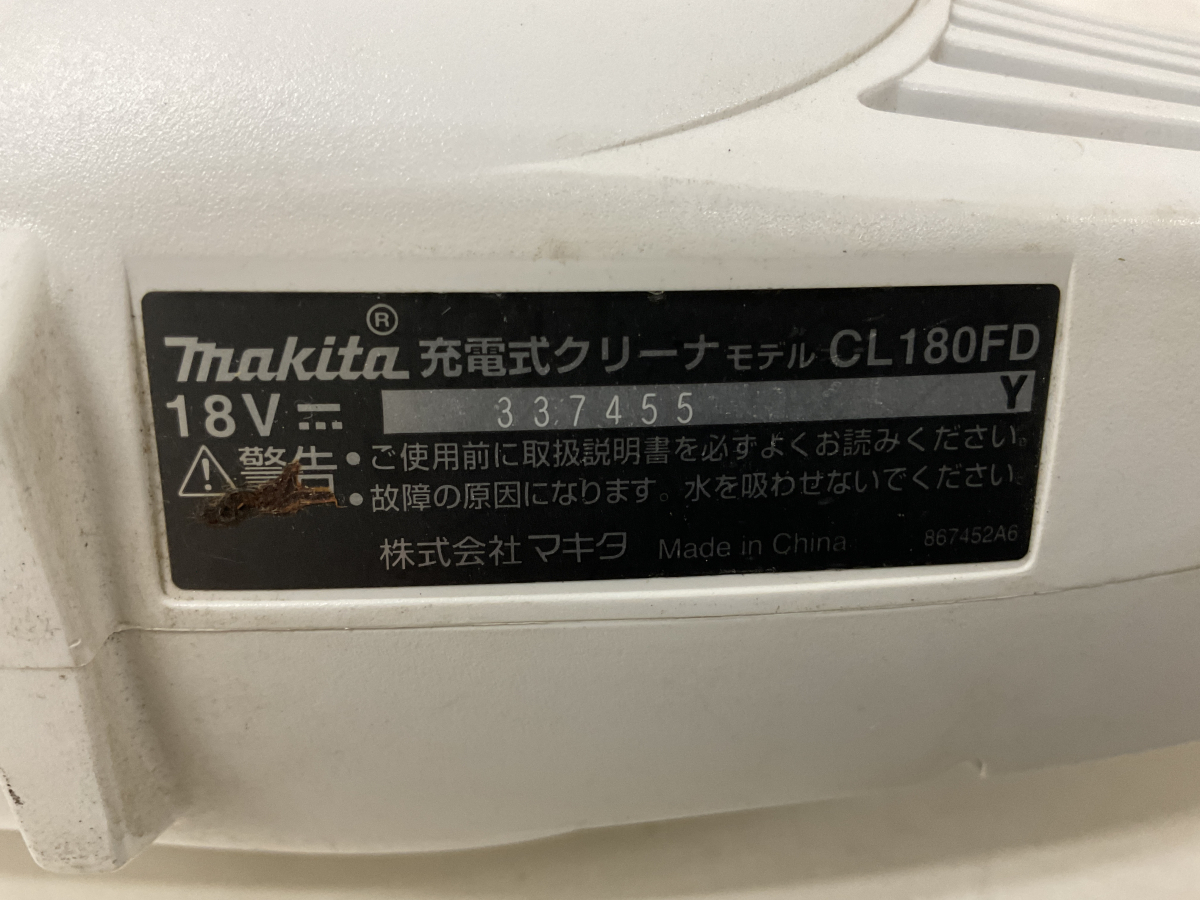 makita® 充電式クリーナ モデル CL180FD
18V 337455 Y
警告 • ご使用前に取扱説明書を必ずよくお読みください。
• 故障の原因になります。水を吸わせないでください。
株式会社マキタ Made in China 867452A6